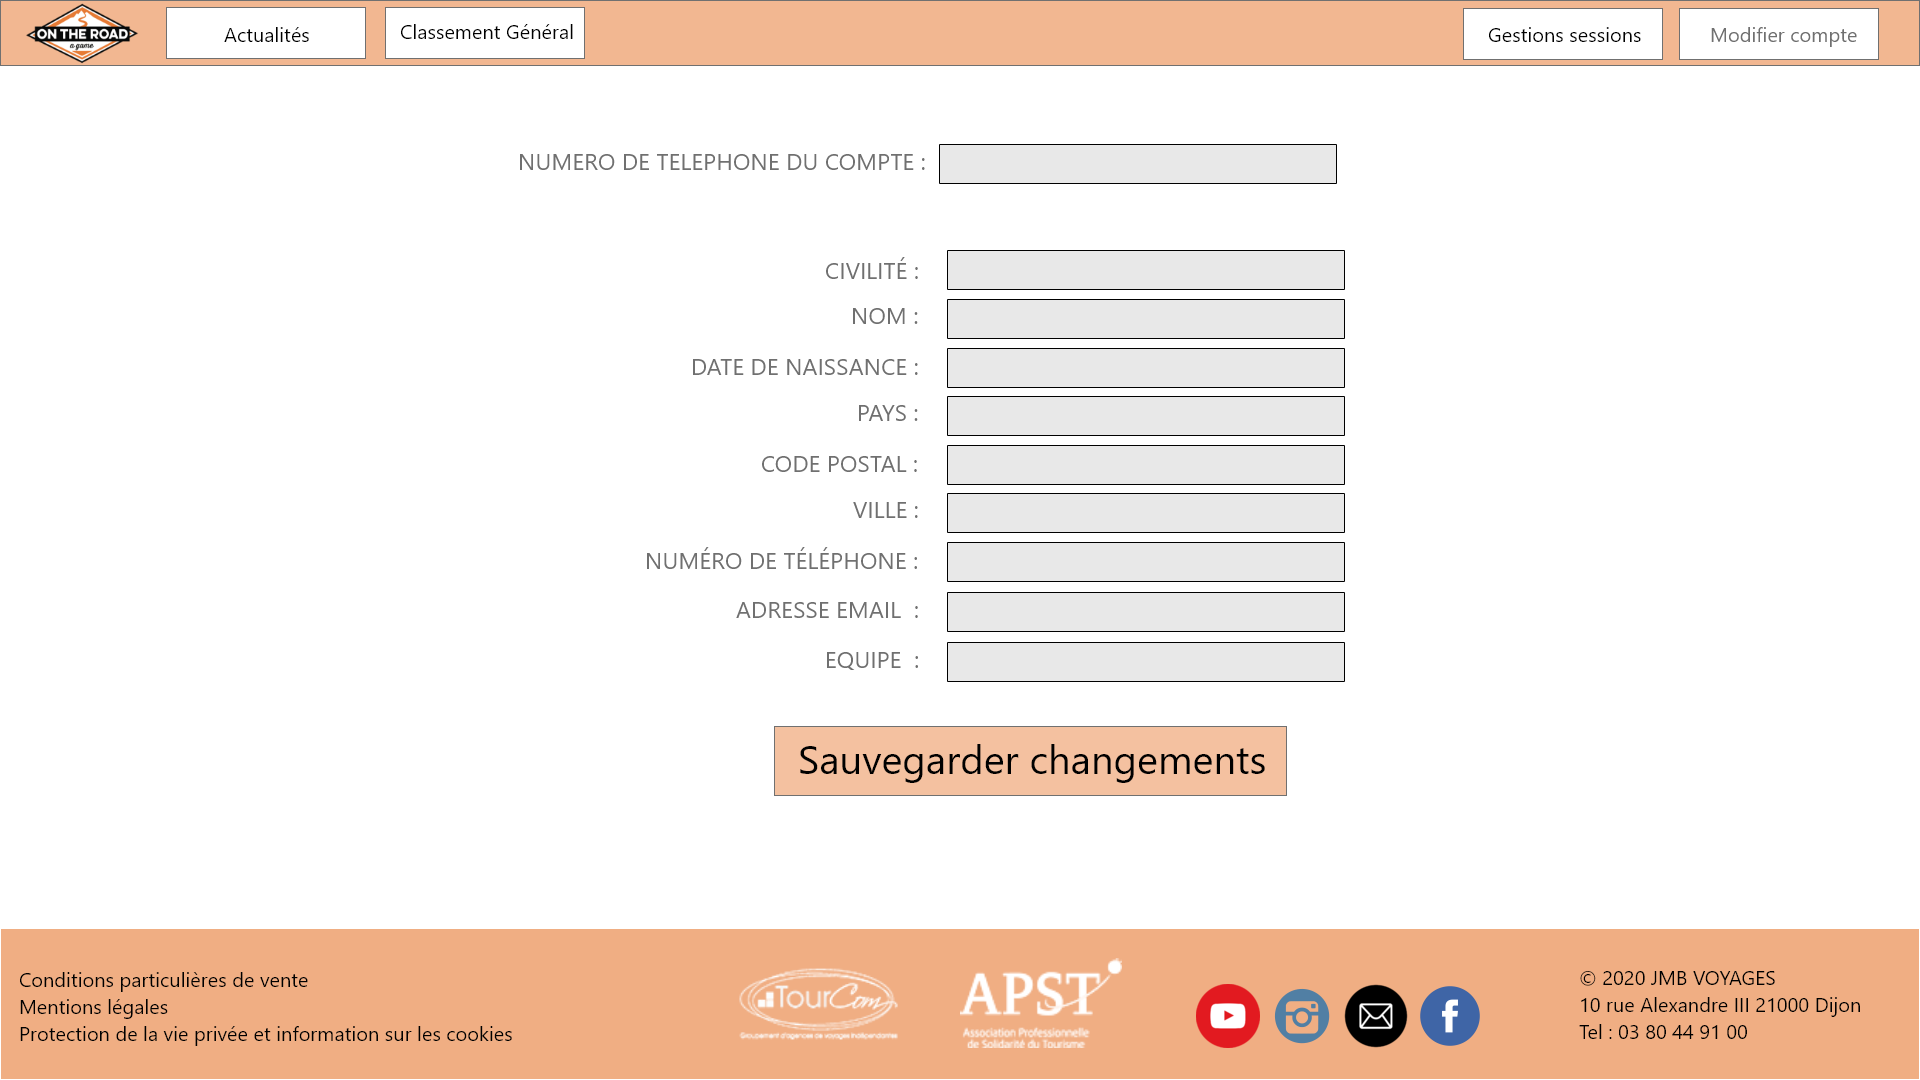 ON THE ROAD
a game
Actualités
Classement Général
Gestions sessions
Modifier compte
NUMERO DE TELEPHONE DU COMPTE :
CIVILITÉ :
NOM :
DATE DE NAISSANCE :
PAYS :
CODE POSTAL :
VILLE :
NUMÉRO DE TÉLÉPHONE :
ADRESSE EMAIL  :
EQUIPE  :
Sauvegarder changements
Conditions particulières de vente
Mentions légales
Protection de la vie privée et information sur les cookies
TourCom
Groupement d'agences de voyages indépendantes
APST
Association Professionnelle
de Solidarité du Tourisme
f
© 2020 JMB VOYAGES
10 rue Alexandre III 21000 Dijon
Tel : 03 80 44 91 00